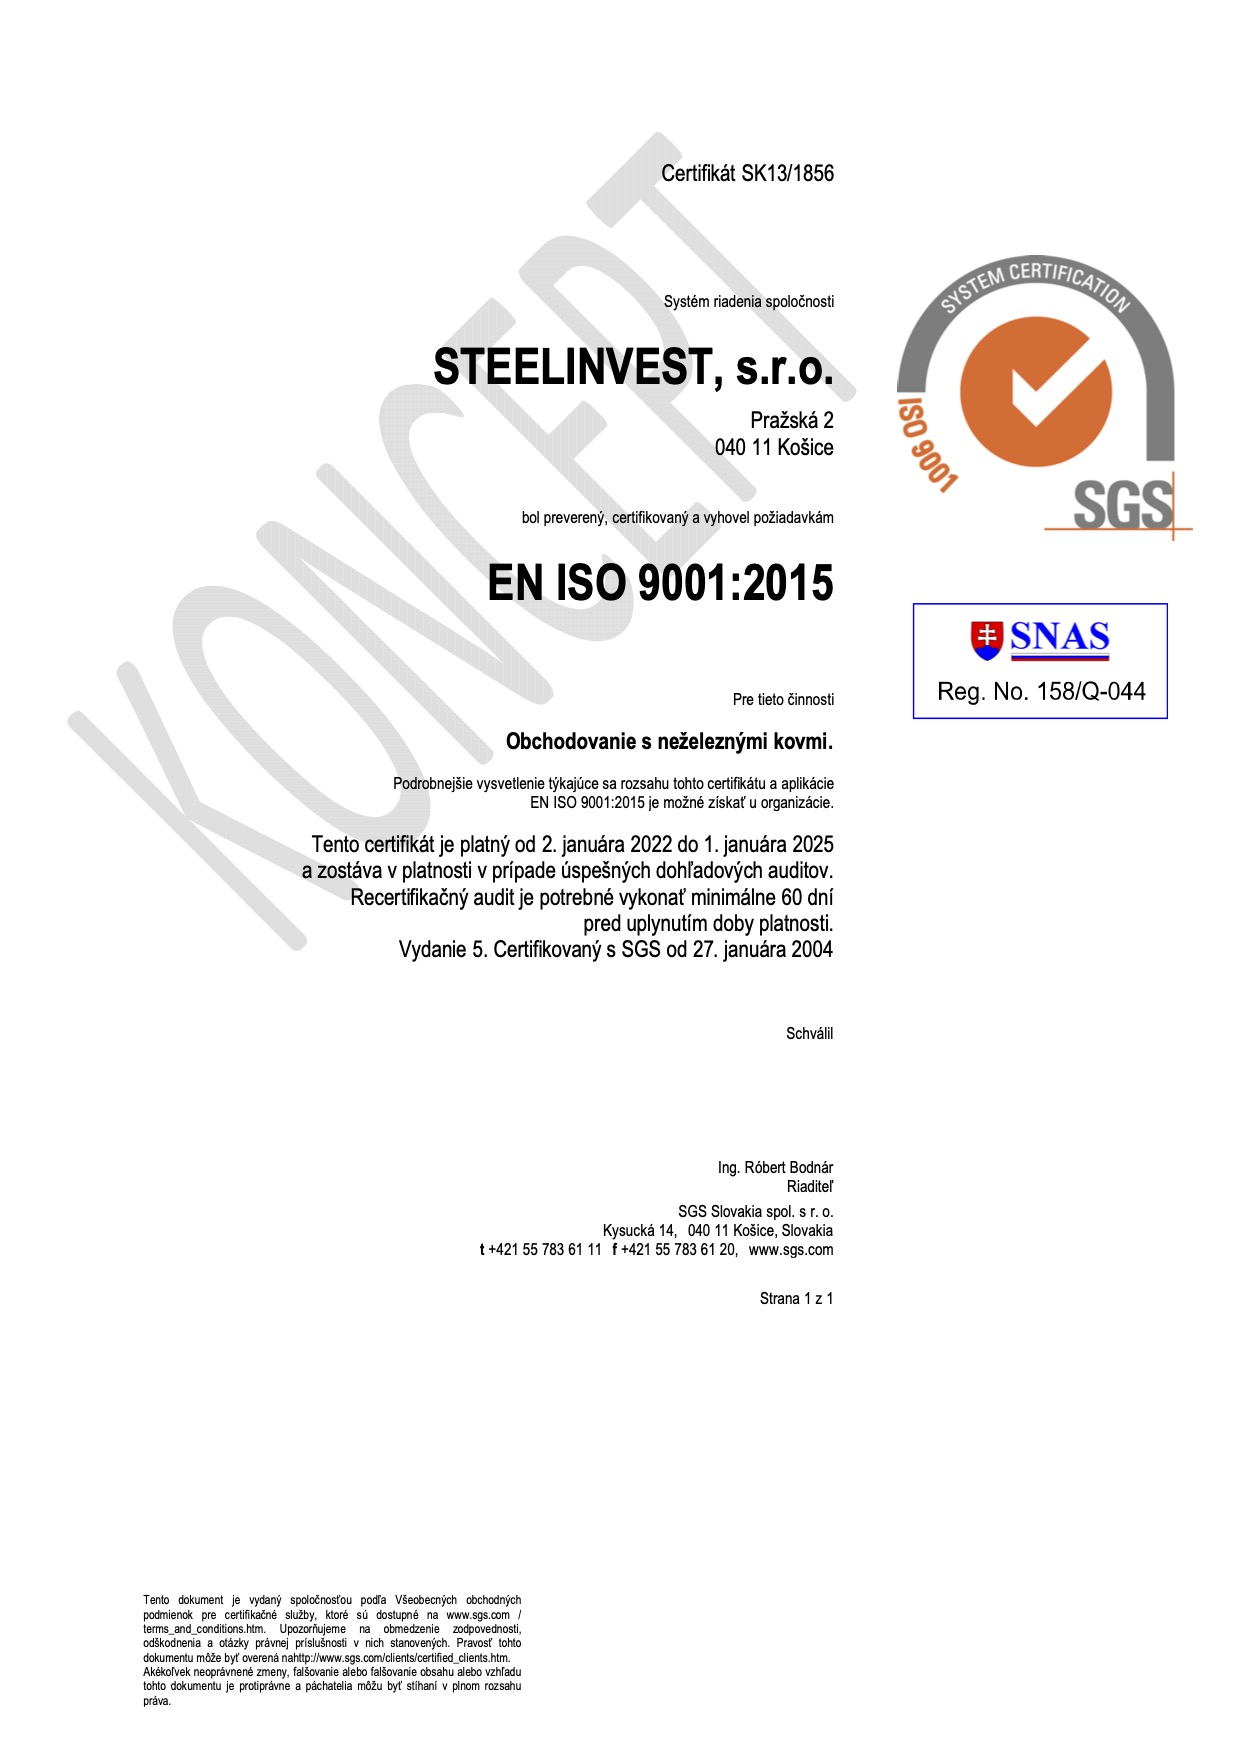 KONCEPT
Certifikát SK13/1856
Systém riadenia spoločnosti
STEELINVEST, s.r.o.
Pražská 2
040 11 Košice
bol preverený, certifikovaný a vyhovel požiadavkám
EN ISO 9001:2015
Pre tieto činnosti
Obchodovanie s neželeznými kovmi.
Podrobnejšie vysvetlenie týkajúce sa rozsahu tohto certifikátu a aplikácie
EN ISO 9001:2015 je možné získať u organizácie.
Tento certifikát je platný od 2. januára 2022 do 1. januára 2025
a zostáva v platnosti v prípade úspešných dohľadových auditov.
Recertifikačný audit je potrebné vykonať minimálne 60 dní
pred uplynutím doby platnosti.
Vydanie 5. Certifikovaný s SGS od 27. januára 2004
Schválil
Ing. Róbert Bodnár
Riaditeľ
SGS Slovakia spol. s r. o.
Kysucká 14, 040 11 Košice, Slovakia
t +421 55 783 61 11 f +421 55 783 61 20, www.sgs.com
Strana 1 z 1
SYSTEM CERTIFICATION
ISO 9001
SGS
SNAS
Reg. No. 158/Q-044
Tento dokument je vydaný spoločnosťou podľa Všeobecných obchodných
podmienok pre certifikačné služby, ktoré sú dostupné na www.sgs.com /
terms_and_conditions.htm. Upozorňujeme na obmedzenie zodpovednosti,
odškodnenia a otázky právnej príslušnosti v nich stanovených. Pravosť tohto
dokumentu môže byť overená nahttp://www.sgs.com/clients/certified_clients.htm.
Akékoľvek neoprávnené zmeny, falšovanie alebo falšovanie obsahu alebo vzhľadu
tohto dokumentu je protiprávne a páchatelia môžu byť stíhaní v plnom rozsahu
práva.